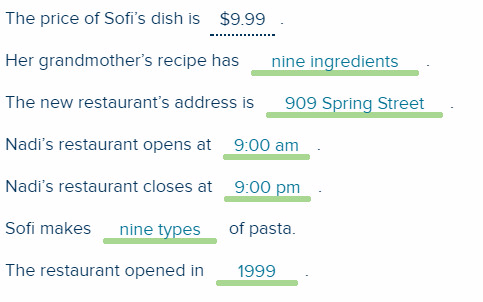 The price of Sofi's dish is $9.99 .
Her grandmother's recipe has nine ingredients .
The new restaurant's address is 909 Spring Street .
Nadi's restaurant opens at 9:00 am .
Nadi's restaurant closes at 9:00 pm .
Sofi makes nine types of pasta.
The restaurant opened in 1999 .